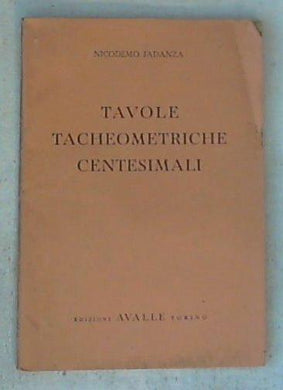 NICODEMO JADANZA
TAVOLE
TACHEOMETRICHE
CENTESIMALI
EDIZIONI AVALLE TORINO